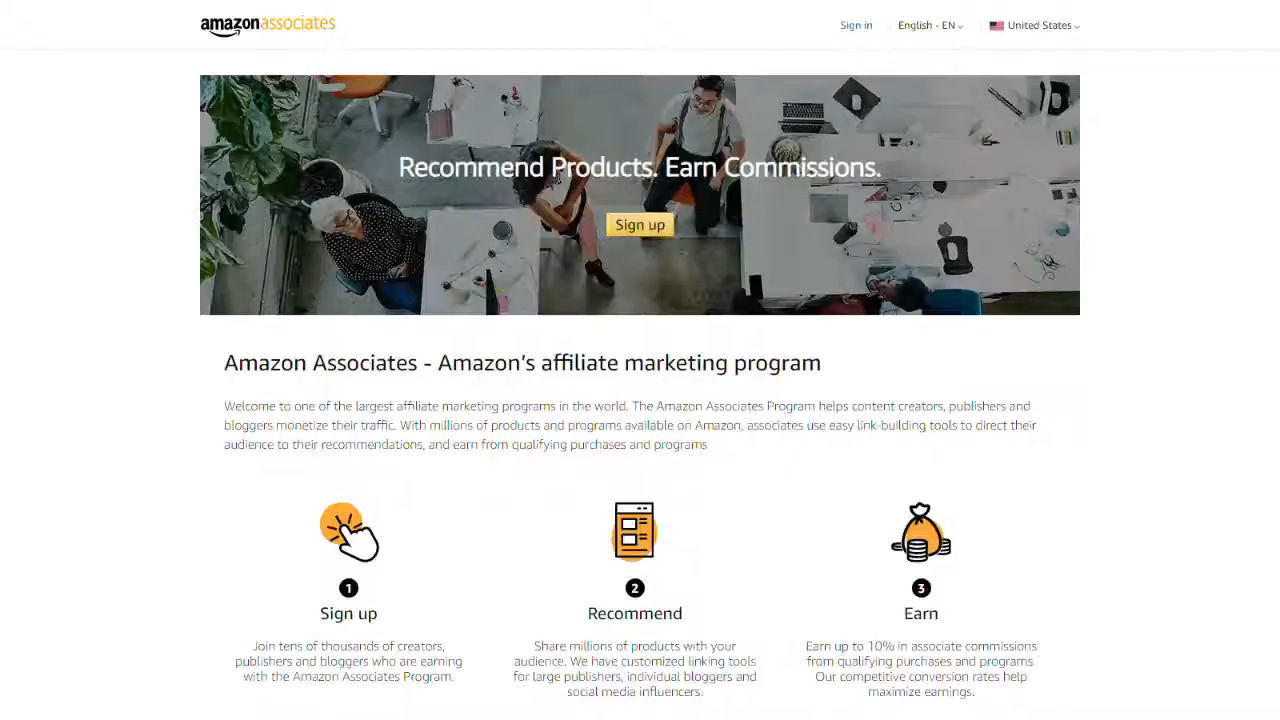 amazonassociates
Sign in
English - EN
United States
Recommend Products. Earn Commissions.
Sign up
Amazon Associates - Amazon's affiliate marketing program
Welcome to one of the largest affiliate marketing programs in the world. The Amazon Associates Program helps content creators, publishers and
bloggers monetize their traffic. With millions of products and programs available on Amazon, associates use easy link-building tools to direct their
audience to their recommendations, and earn from qualifying purchases and programs
1
Sign up
Join tens of thousands of creators,
publishers and bloggers who are earning
with the Amazon Associates Program.
2
Recommend
Share millions of products with your
audience. We have customized linking tools
for large publishers, individual bloggers and
social media influencers.
3
Earn
Earn up to 10% in associate commissions
from qualifying purchases and programs.
Our competitive conversion rates help
maximize earnings.